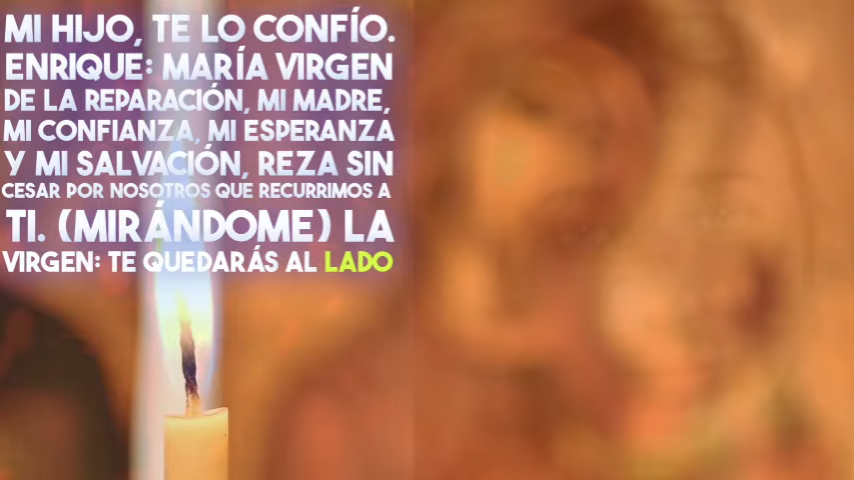 MI HIJO, TE LO CONFÍO.
ENRIQUE: MARÍA VIRGEN
DE LA REPARACIÓN, MI MADRE,
MI CONFIANZA, MI ESPERANZA
Y MI SALVACIÓN, REZA SIN
CESAR POR NOSOTROS QUE RECURRIMOS A
TI. (MIRÁNDOME) LA
VIRGEN: TE QUEDARÁS AL LADO